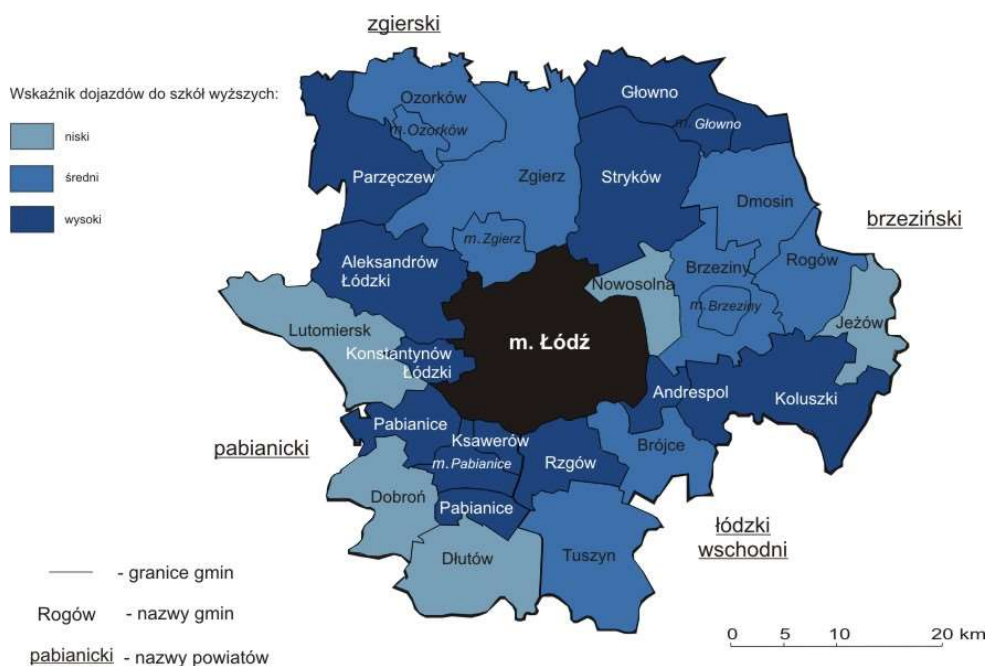 zgierski
Wskaźnik dojazdów do szkół wyższych:
niski
średni
wysoki
Ozorków
m. Ozorków
Głowno
m. Głowno
Parzęczew
Zgierz
Stryków
Dmosin
brzeziński
m. Zgierz
Aleksandrów
Łódzki
Nowosolna
Brzeziny
Rogów
m. Brzeziny
Lutomiersk
Jeżów
m. Łódź
Konstantynów
Łódzki
Andrespol
Koluszki
pabianicki
Pabianice
Ksawerów
m. Pabianice
Rzgów
Brójce
Dobroń
Pabianice
łódzki
wschodni
Dłutów
Tuszyn
- granice gmin
Rogów - nazwy gmin
pabianicki - nazwy powiatów
0 5 10 20 km